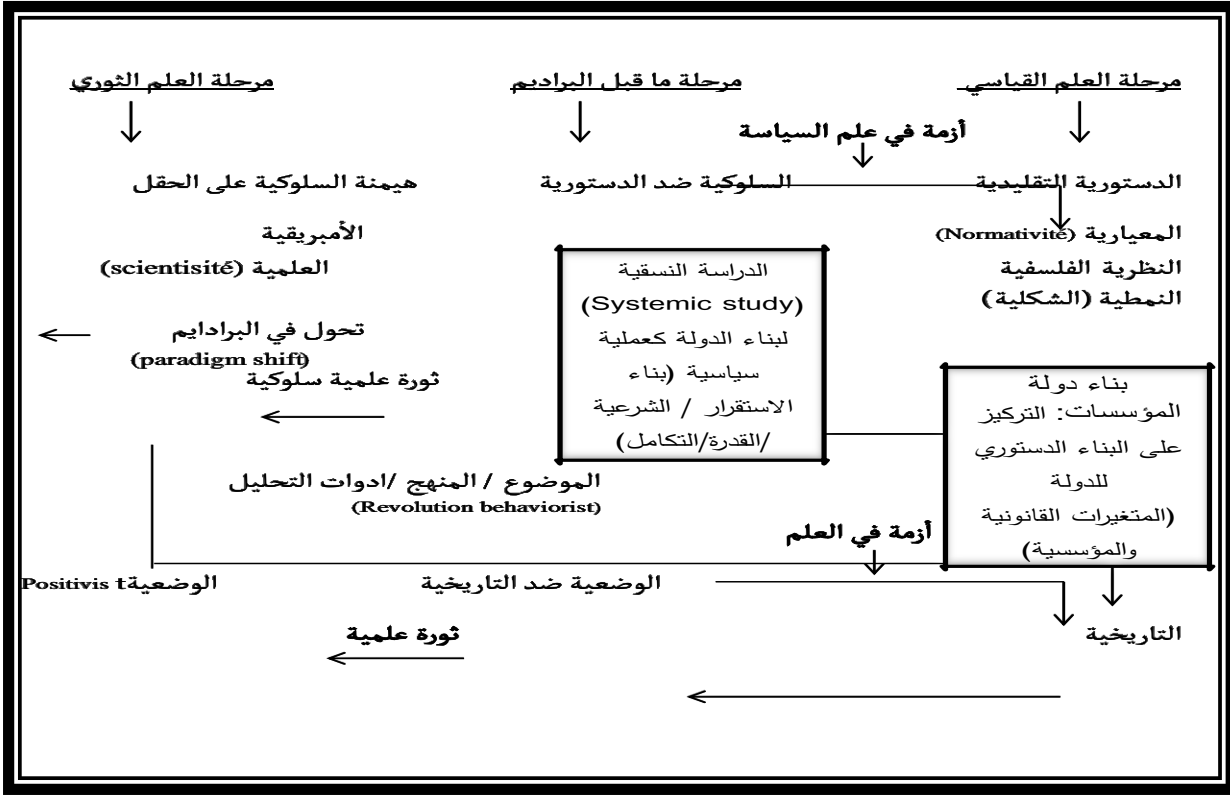 مرحلة العلم القياسي
مرحلة ما قبل البراديم
مرحلة العلم الثوري
أزمة في علم السياسة
الدستورية التقليدية
السلوكية ضد الدستورية
هيمنة السلوكية على الحقل
المعيارية (Normativité)
النظرية الفلسفية
النمطية (الشكلية)
الدراسة النسقية
(Systemic study)
لبناء الدولة كعملية
سياسية (بناء
الاستقرار / الشرعية
/القدرة/التكامل)
الأمبريقية
العلمية (scientisité)
تحول في البرادايم
(paradigm shift)
ثورة علمية سلوكية
بناء دولة
المؤسسات: التركيز
على البناء الدستوري
للدولة
(المتغيرات القانونية
والمؤسسية)
الموضوع / المنهج /ادوات التحليل
(Revolution behaviorist)
أزمة في العلم
الوضعية ضد التاريخية
الوضعية Positivis t
التاريخية
ثورة علمية